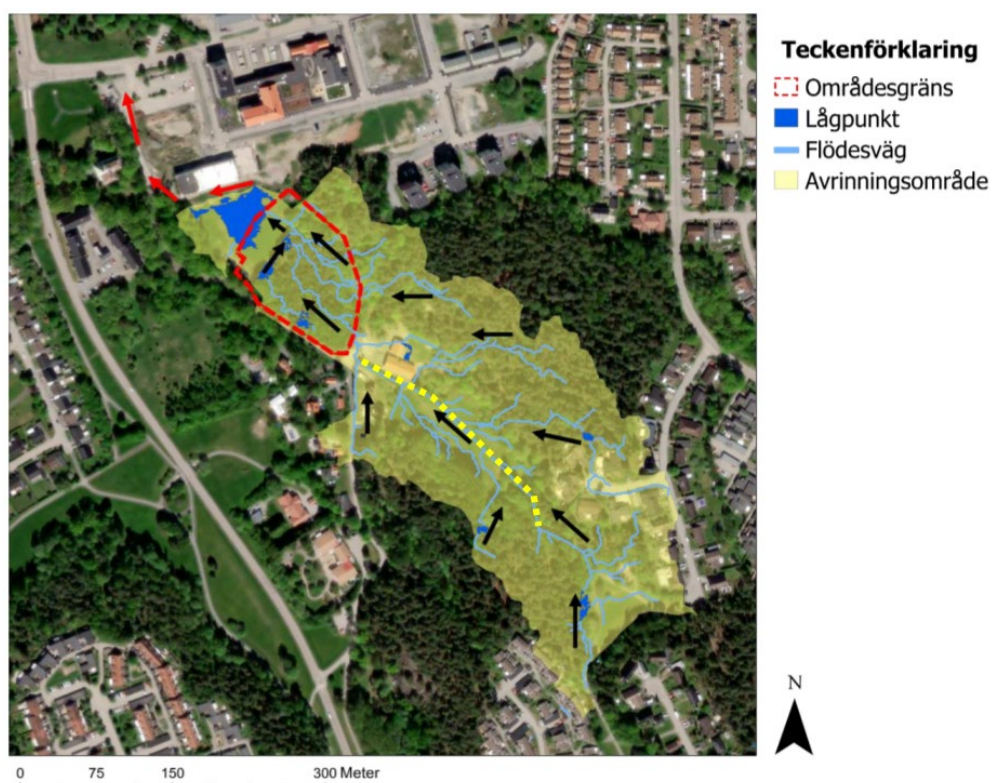 Teckenförklaring
Områdesgräns
Lågpunkt
Flödesväg
Avrinningsområde
N
0 75 150 300 Meter